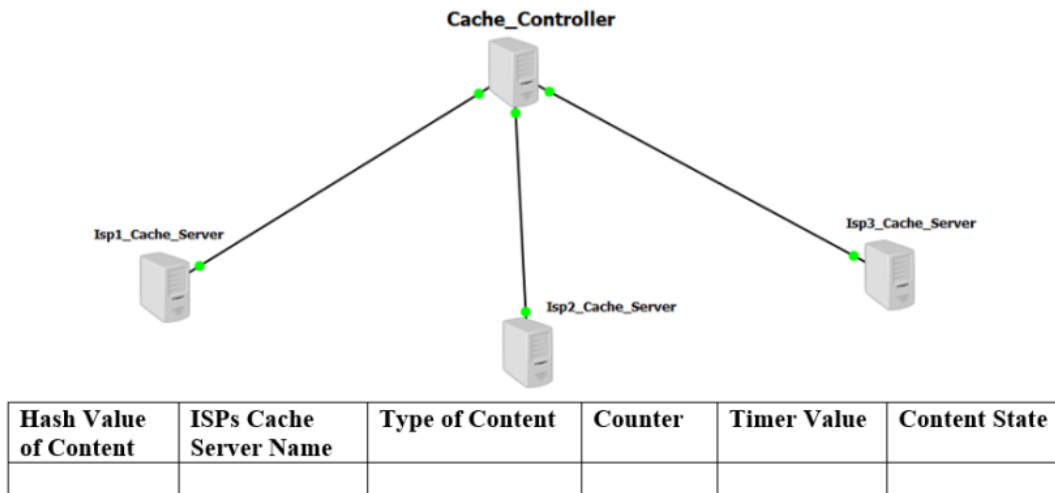 Cache_Controller
Isp1_Cache_Server
Isp3_Cache_Server
Isp2_Cache_Server
Hash Value of Content
ISPs Cache Server Name
Type of Content
Counter
Timer Value
Content State